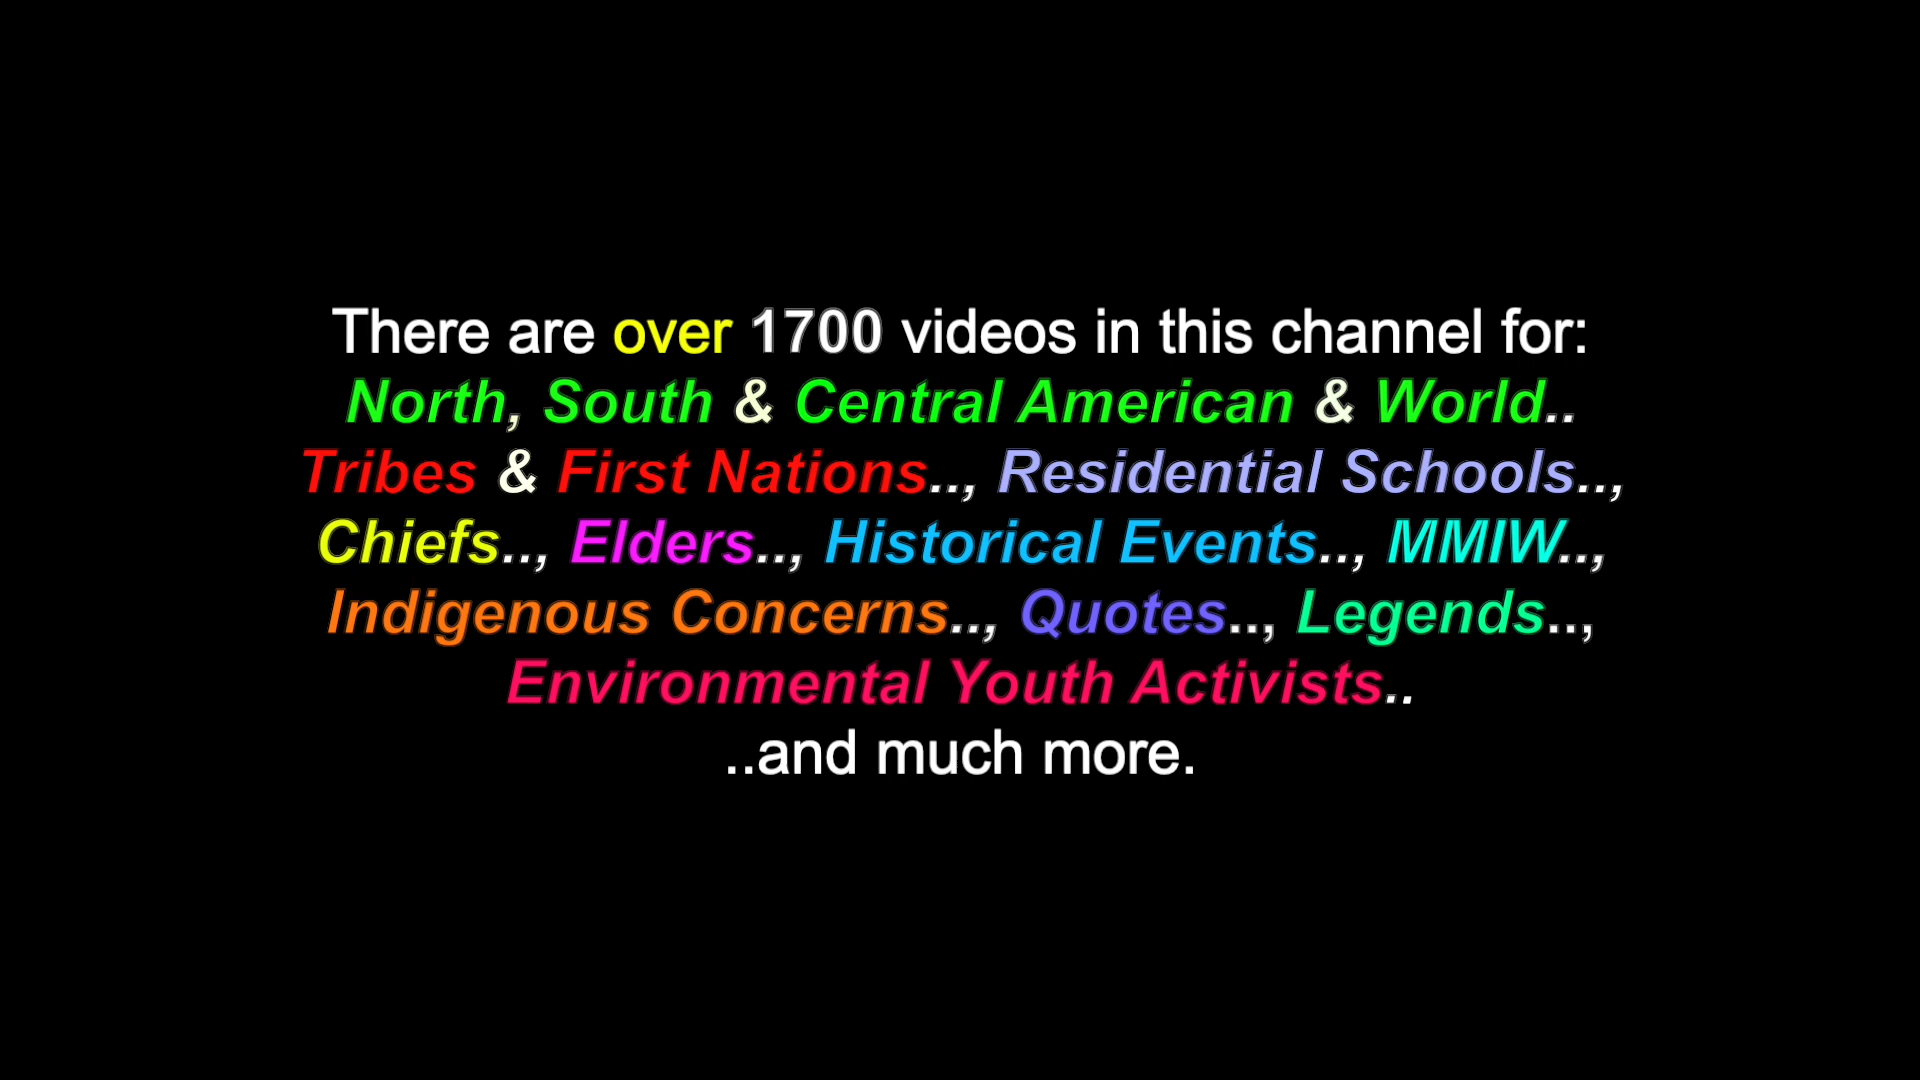 There are over 1700 videos in this channel for:
North, South & Central American & World..
Tribes & First Nations.., Residential Schools..,
Chiefs.., Elders.., Historical Events.., MMIW..,
Indigenous Concerns.., Quotes.., Legends..,
Environmental Youth Activists..
..and much more.